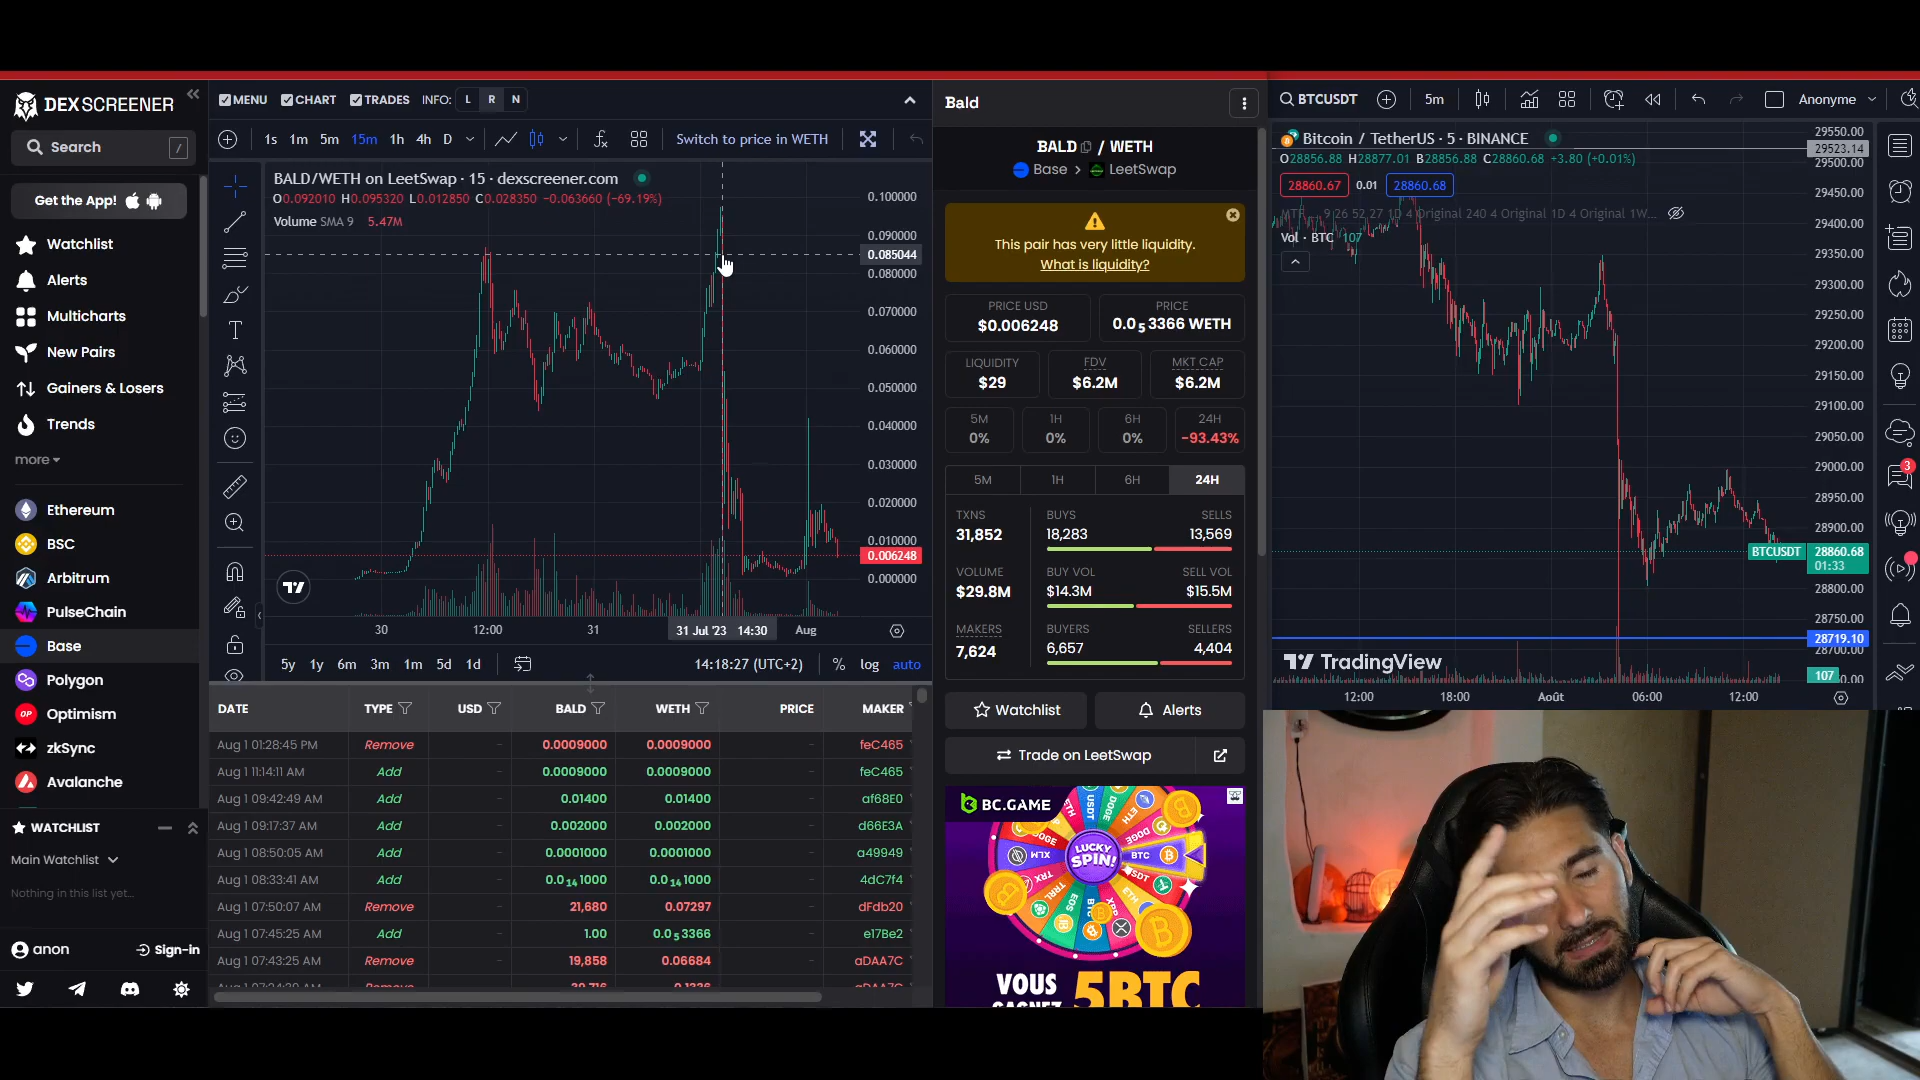 DEXSCREENER
Search /
Get the App!
Watchlist
Alerts
Multicharts
New Pairs
Gainers & Losers
Trends
more
Ethereum
BSC
Arbitrum
PulseChain
Base
Polygon
Optimism
zkSync
Avalanche
WATCHLIST
Main Watchlist
Nothing in this list yet...
anon Sign-in
MENU CHART TRADES INFO: L R N
1s 1m 5m 15m 1h 4h D Switch to price in WETH
BALD/WETH on LeetSwap · 15 · dexscreener.com
O0.092010 H0.095320 L0.012850 C0.028350 -0.063660 (-69.19%)
Volume SMA 9 5.47M
0.100000
0.090000
0.085044
0.080000
0.070000
0.060000
0.050000
0.040000
0.030000
0.020000
0.010000
0.006248
0.000000
30 12:00 31 31 Jul '23 14:30 Aug
5y 1y 6m 3m 1m 5d 1d 14:18:27 (UTC+2) % log auto
DATE TYPE USD BALD WETH PRICE MAKER
Aug 1 01:28:45 PM Remove - 0.0009000 0.0009000 - feC465
Aug 1 11:14:11 AM Add - 0.0009000 0.0009000 - feC465
Aug 1 09:42:49 AM Add - 0.01400 0.01400 - af68E0
Aug 1 09:17:37 AM Add - 0.002000 0.002000 - d66E3A
Aug 1 08:50:05 AM Add - 0.0001000 0.0001000 - a49949
Aug 1 08:33:41 AM Add - 0.0₁₄1000 0.0₁₄1000 - 4dC7f4
Aug 1 07:50:07 AM Remove - 21,680 0.07297 - dFdb20
Aug 1 07:45:25 AM Add - 1.00 0.0₅3366 - e17Be2
Aug 1 07:43:25 AM Remove - 19,858 0.06684 - aDAA7C
Bald
BALD / WETH
Base > LeetSwap
This pair has very little liquidity.
What is liquidity?
PRICE USD
$0.006248
PRICE
0.0₅3366 WETH
LIQUIDITY
$29
FDV
$6.2M
MKT CAP
$6.2M
5M 1H 6H 24H
0% 0% 0% -93.43%
5M 1H 6H 24H
TXNS
31,852
BUYS SELLS
18,283 13,569
VOLUME
$29.8M
BUY VOL SELL VOL
$14.3M $15.5M
MAKERS
7,624
BUYERS SELLERS
6,657 4,404
Watchlist Alerts
Trade on LeetSwap
BC.GAME
LUCKY
SPIN!
BTC
VOUS
GAGNEZ 5BTC
BTCUSDT 5m Anonyme
Bitcoin / TetherUS · 5 · BINANCE
O28856.88 H28877.01 B28856.88 C28860.68 +3.80 (+0.01%)
28860.67 0.01 28860.68
MTF 9 26 52 27 1D 4 Original 240 4 Original 1D 4 Original 1W...
Vol · BTC 107
29550.00
29523.14
29500.00
29450.00
29400.00
29350.00
29300.00
29250.00
29200.00
29150.00
29100.00
29050.00
29000.00
28950.00
28900.00
BTCUSDT 28860.68
01:33
28800.00
28750.00
28719.10
28700.00
107
TradingView
12:00 18:00 Août 06:00 12:00
3